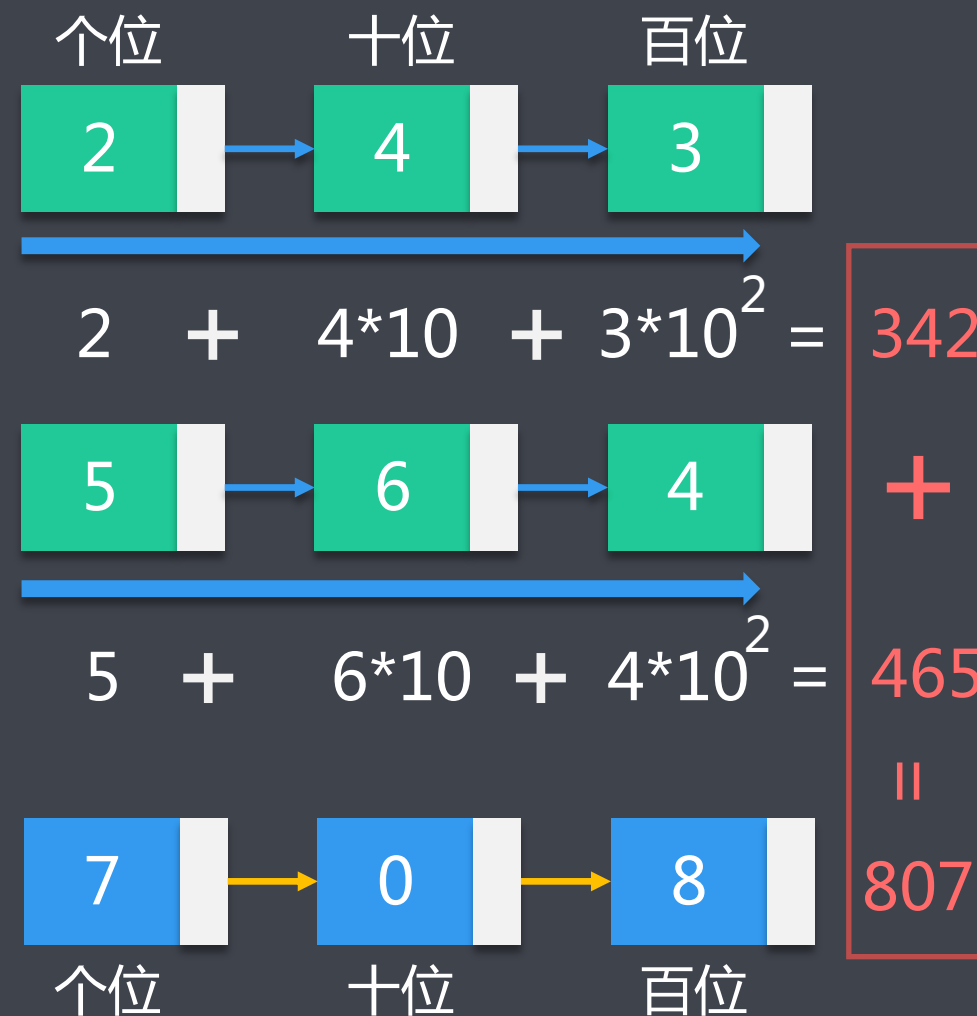 个位 十位 百位
2 4 3
2 + 4*10 + 3*10² = 342
+
5 6 4
5 + 6*10 + 4*10² = 465
=
7 0 8 807
个位 十位 百位